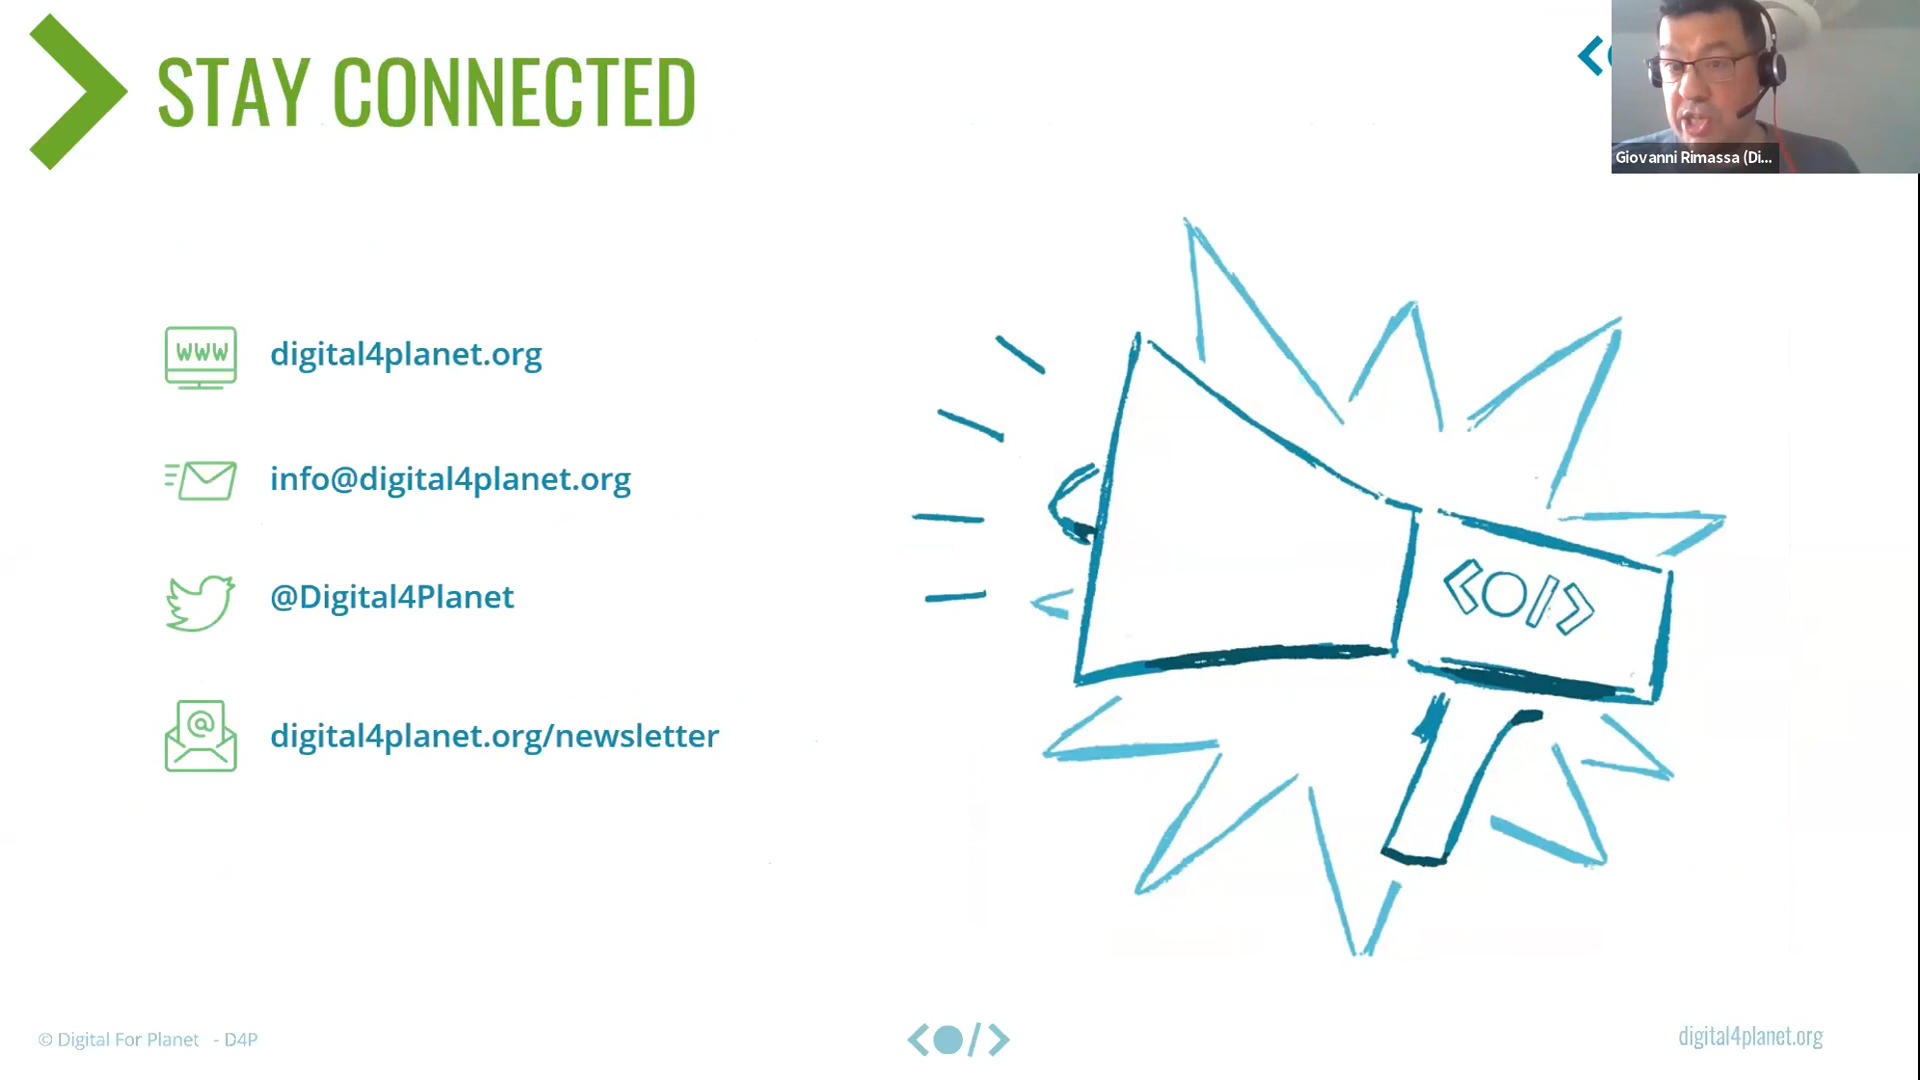 STAY CONNECTED
Giovanni Rimassa (Di...
www
digital4planet.org
info@digital4planet.org
@Digital4Planet
@
digital4planet.org/newsletter
<O/>
© Digital For Planet - D4P
digital4planet.org